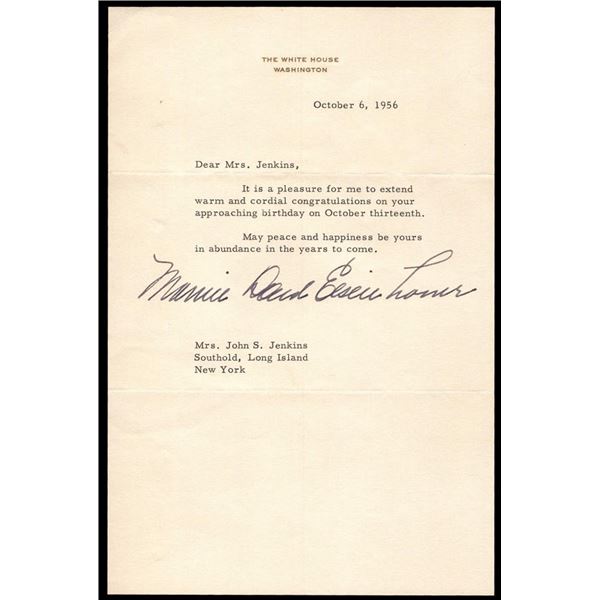 THE WHITE HOUSE
WASHINGTON
October 6, 1956
Dear Mrs. Jenkins,
It is a pleasure for me to extend
warm and cordial congratulations on your
approaching birthday on October thirteenth.
May peace and happiness be yours
in abundance in the years to come.
Mamie Doud Eisenhower
Mrs. John S. Jenkins
Southold, Long Island
New York